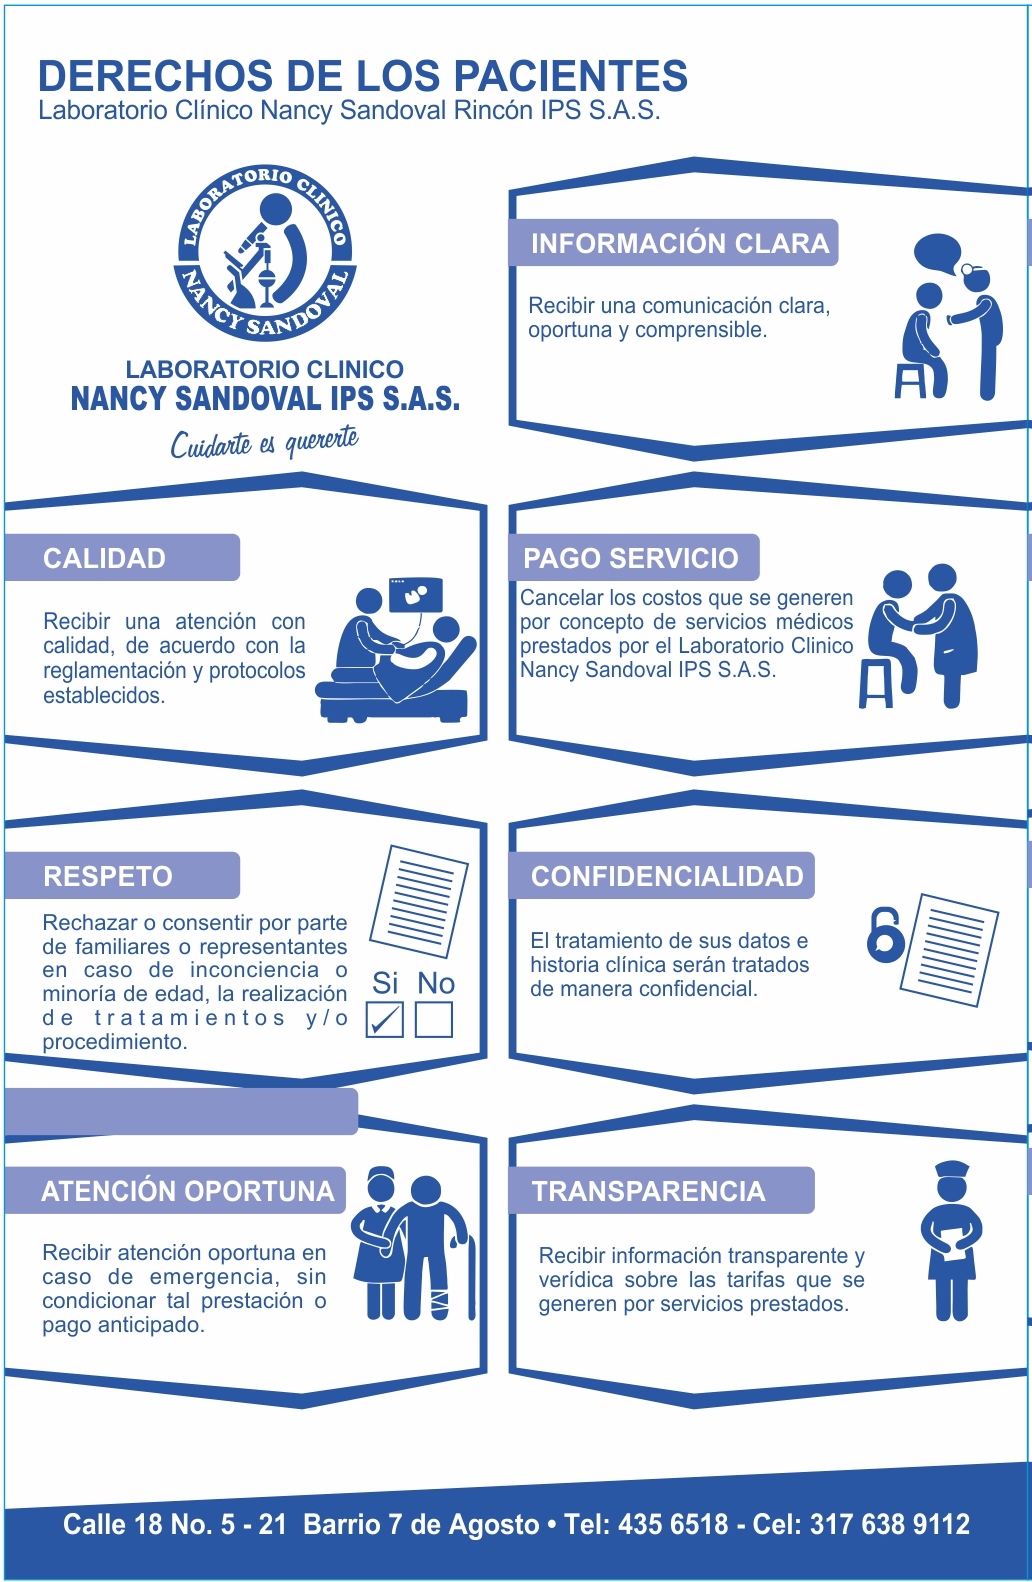 DERECHOS DE LOS PACIENTES
Laboratorio Clínico Nancy Sandoval Rincón IPS S.A.S.
LABORATORIO CLINICO
NANCY SANDOVAL
LABORATORIO CLINICO
NANCY SANDOVAL IPS S.A.S.
Cuidarte es quererte
INFORMACIÓN CLARA
Recibir una comunicación clara,
oportuna y comprensible.
CALIDAD
Recibir una atención con
calidad, de acuerdo con la
reglamentación y protocolos
establecidos.
PAGO SERVICIO
Cancelar los costos que se generen
por concepto de servicios médicos
prestados por el Laboratorio Clinico
Nancy Sandoval IPS S.A.S.
RESPETO
Rechazar o consentir por parte
de familiares o representantes
en caso de inconciencia o
minoría de edad, la realización
de tratamientos y/o
procedimiento.
Si No
CONFIDENCIALIDAD
El tratamiento de sus datos e
historia clínica serán tratados
de manera confidencial.
ATENCIÓN OPORTUNA
Recibir atención oportuna en
caso de emergencia, sin
condicionar tal prestación o
pago anticipado.
TRANSPARENCIA
Recibir información transparente y
verídica sobre las tarifas que se
generen por servicios prestados.
Calle 18 No. 5 - 21 Barrio 7 de Agosto • Tel: 435 6518 - Cel: 317 638 9112